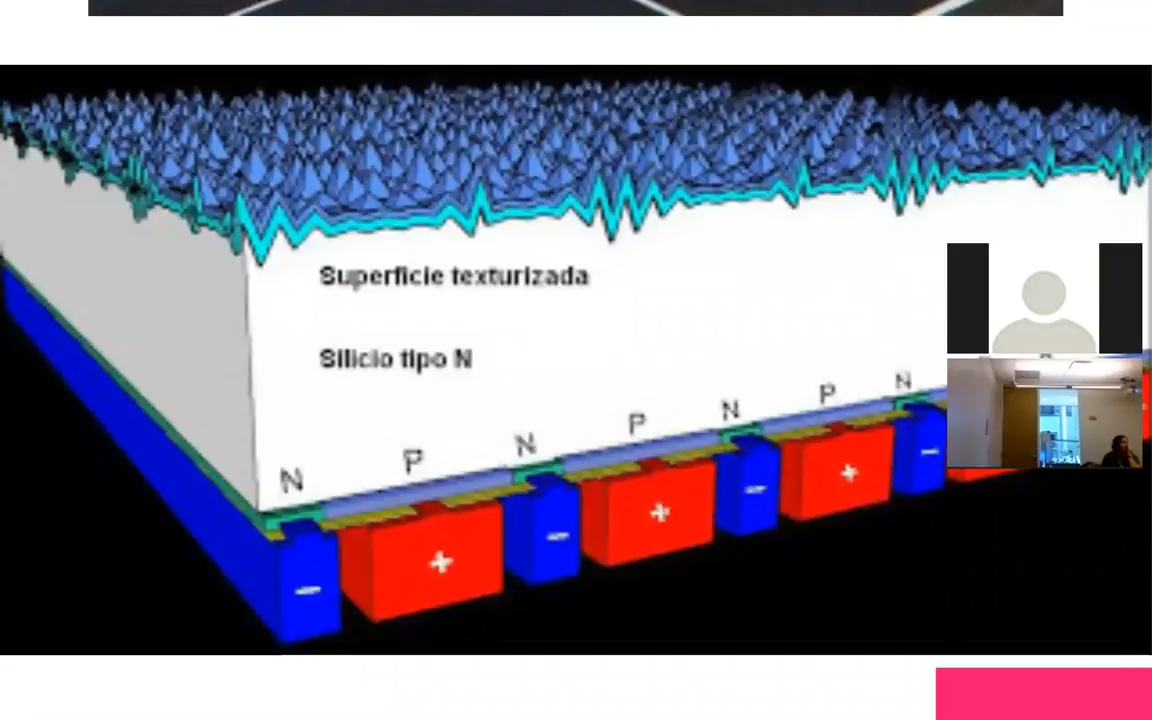 Superficie texturizada
Silicio tipo N
N P N P N P N
- + - + - + -